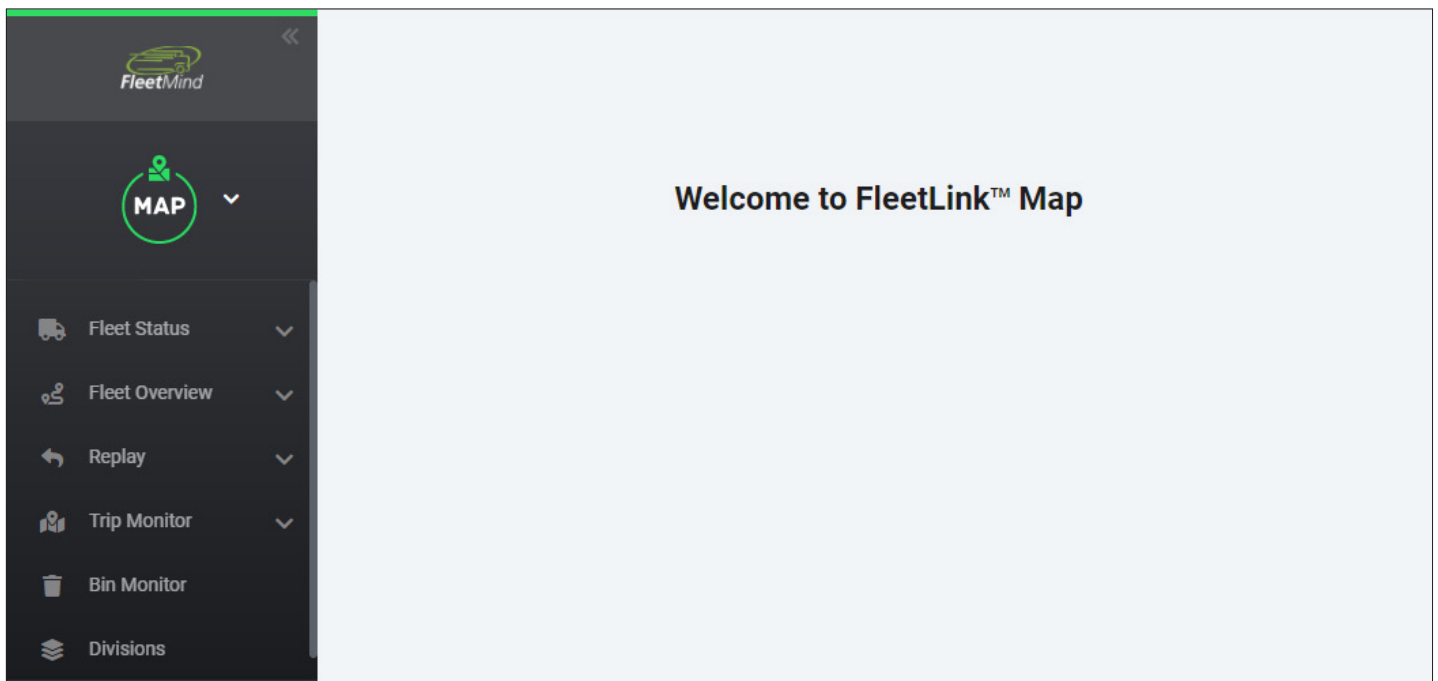 FleetMind
MAP
Welcome to FleetLink™ Map
Fleet Status
Fleet Overview
Replay
Trip Monitor
Bin Monitor
Divisions